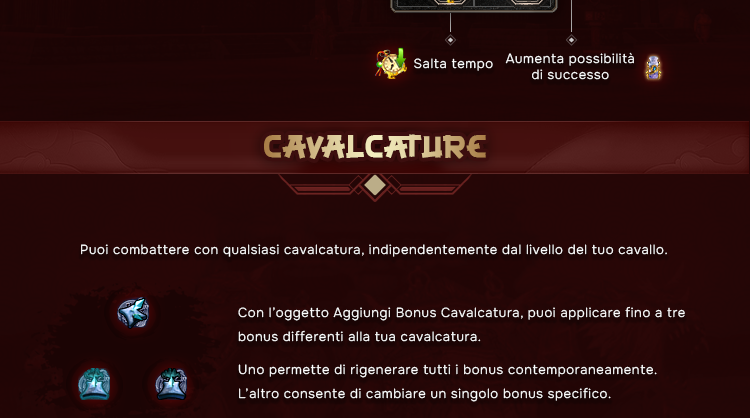 Salta tempo
Aumenta possibilità
di successo
CAVALCATURE
Puoi combattere con qualsiasi cavalcatura, indipendentemente dal livello del tuo cavallo.
Con l'oggetto Aggiungi Bonus Cavalcatura, puoi applicare fino a tre
bonus differenti alla tua cavalcatura.
Uno permette di rigenerare tutti i bonus contemporaneamente.
L'altro consente di cambiare un singolo bonus specifico.